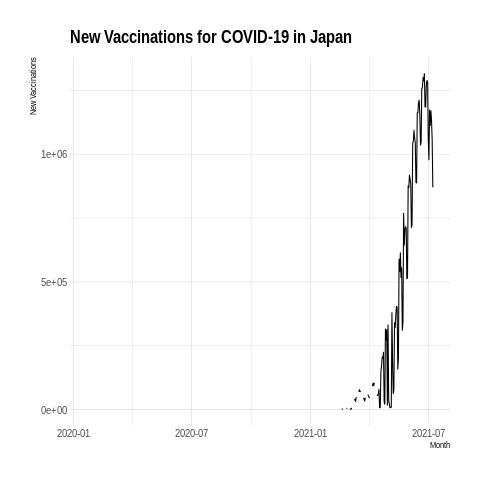 New Vaccinations for COVID-19 in Japan
New Vaccinations
1e+06
5e+05
0e+00
2020-01
2020-07
2021-01
2021-07
Month